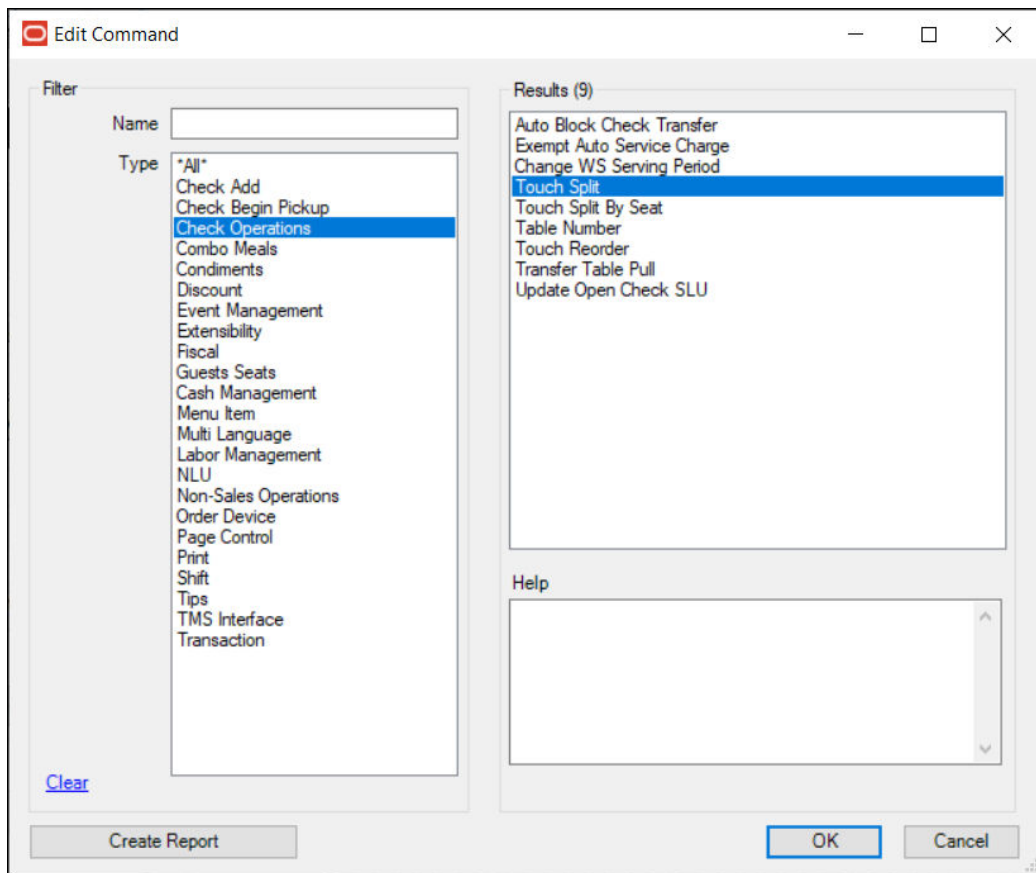 Edit Command
Filter
Name
Type
*All*
Check Add
Check Begin Pickup
Check Operations
Combo Meals
Condiments
Discount
Event Management
Extensibility
Fiscal
Guests Seats
Cash Management
Menu Item
Multi Language
Labor Management
NLU
Non-Sales Operations
Order Device
Page Control
Print
Shift
Tips
TMS Interface
Transaction
Clear
Create Report
Results (9)
Auto Block Check Transfer
Exempt Auto Service Charge
Change WS Serving Period
Touch Split
Touch Split By Seat
Table Number
Touch Reorder
Transfer Table Pull
Update Open Check SLU
Help
OK
Cancel